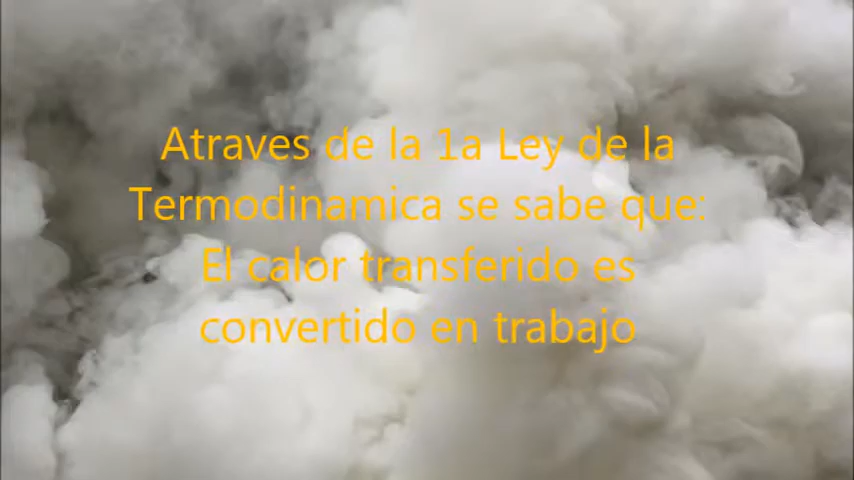 Atraves de la 1a Ley de la
Termodinamica se sabe que:
El calor transferido es
convertido en trabajo